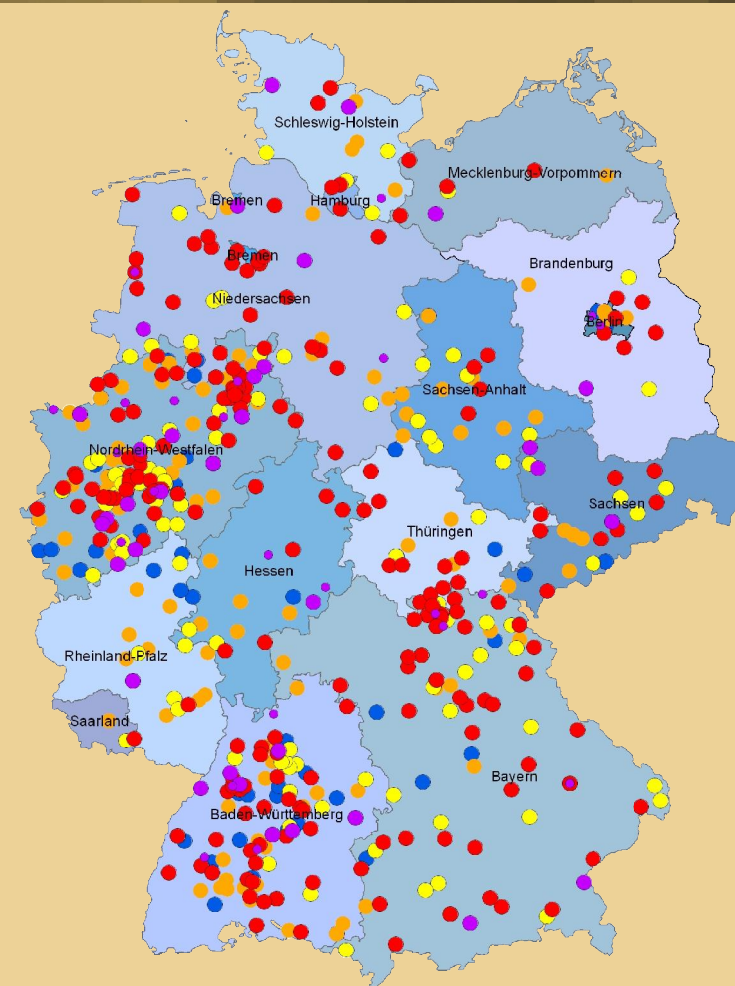 Schleswig-Holstein
Mecklenburg-Vorpommern
Bremen
Hamburg
Bremen
Brandenburg
Niedersachsen
Berlin
Sachsen-Anhalt
Nordrhein-Westfalen
Sachsen
Thüringen
Hessen
Rheinland-Pfalz
Saarland
Bayern
Baden-Württemberg